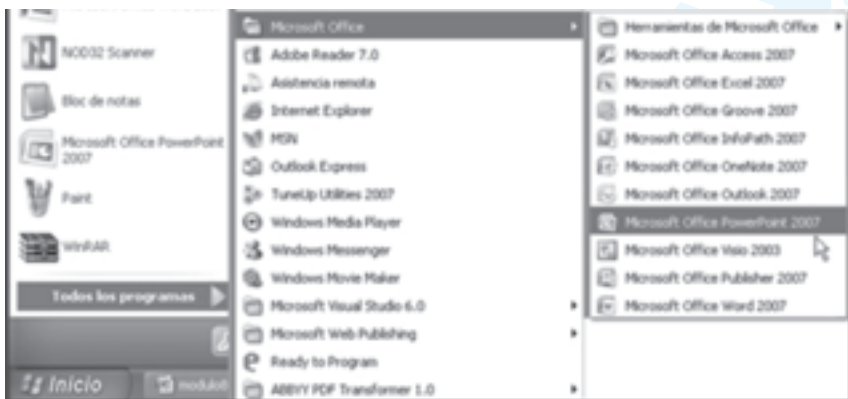 NOD32 Scanner
Bloc de notas
Microsoft Office PowerPoint
2007
Paint
WinRAR
Todos los programas
Inicio
Microsoft Office
Adobe Reader 7.0
Asistencia remota
Internet Explorer
MSN
Outlook Express
TuneUp Utilities 2007
Windows Media Player
Windows Messenger
Windows Movie Maker
Microsoft Visual Studio 6.0
Microsoft Web Publishing
Ready to Program
ABBYY PDF Transformer 1.0
Herramientas de Microsoft Office
Microsoft Office Access 2007
Microsoft Office Excel 2007
Microsoft Office Groove 2007
Microsoft Office InfoPath 2007
Microsoft Office OneNote 2007
Microsoft Office Outlook 2007
Microsoft Office PowerPoint 2007
Microsoft Office Visio 2003
Microsoft Office Publisher 2007
Microsoft Office Word 2007